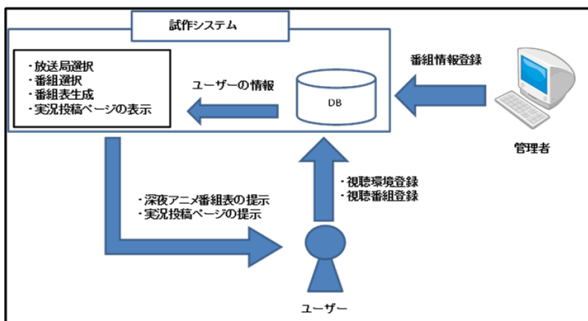 試作システム
・放送局選択
・番組選択
・番組表生成
・実況投稿ページの表示
ユーザーの情報
DB
番組情報登録
管理者
・視聴環境登録
・視聴番組登録
・深夜アニメ番組表の提示
・実況投稿ページの提示
ユーザー